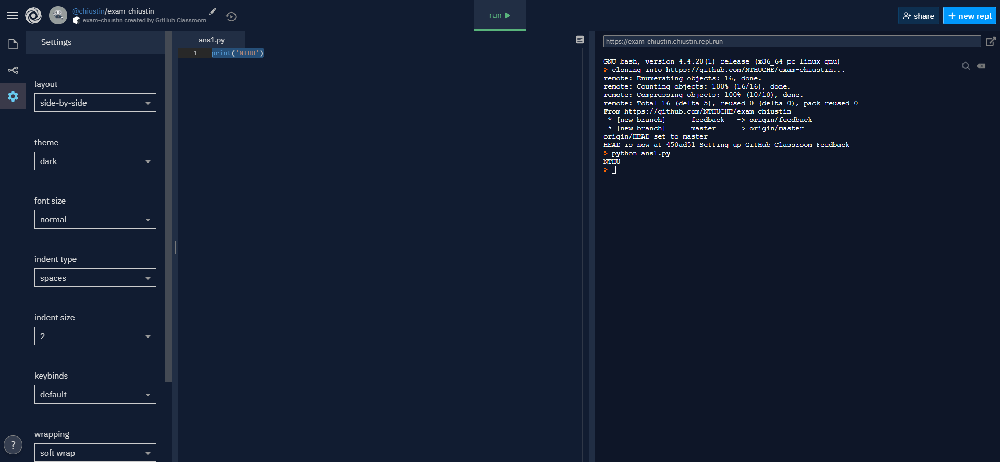 @chiustin/exam-chiustin
exam-chiustin created by GitHub Classroom
run
share
+ new repl
Settings
layout
side-by-side
theme
dark
font size
normal
indent type
spaces
indent size
2
keybinds
default
wrapping
soft wrap
?
ans1.py
1 print('NTHU')
https://exam-chiustin.chiustin.repl.run
GNU bash, version 4.4.20(1)-release (x86_64-pc-linux-gnu)
cloning into https://github.com/NTHUCHE/exam-chiustin...
remote: Enumerating objects: 16, done.
remote: Counting objects: 100% (16/16), done.
remote: Compressing objects: 100% (10/10), done.
remote: Total 16 (delta 5), reused 0 (delta 0), pack-reused 0
From https://github.com/NTHUCHE/exam-chiustin
* [new branch] feedback -> origin/feedback
* [new branch] master -> origin/master
origin/HEAD set to master
HEAD is now at 450ad51 Setting up GitHub Classroom Feedback
python ans1.py
NTHU